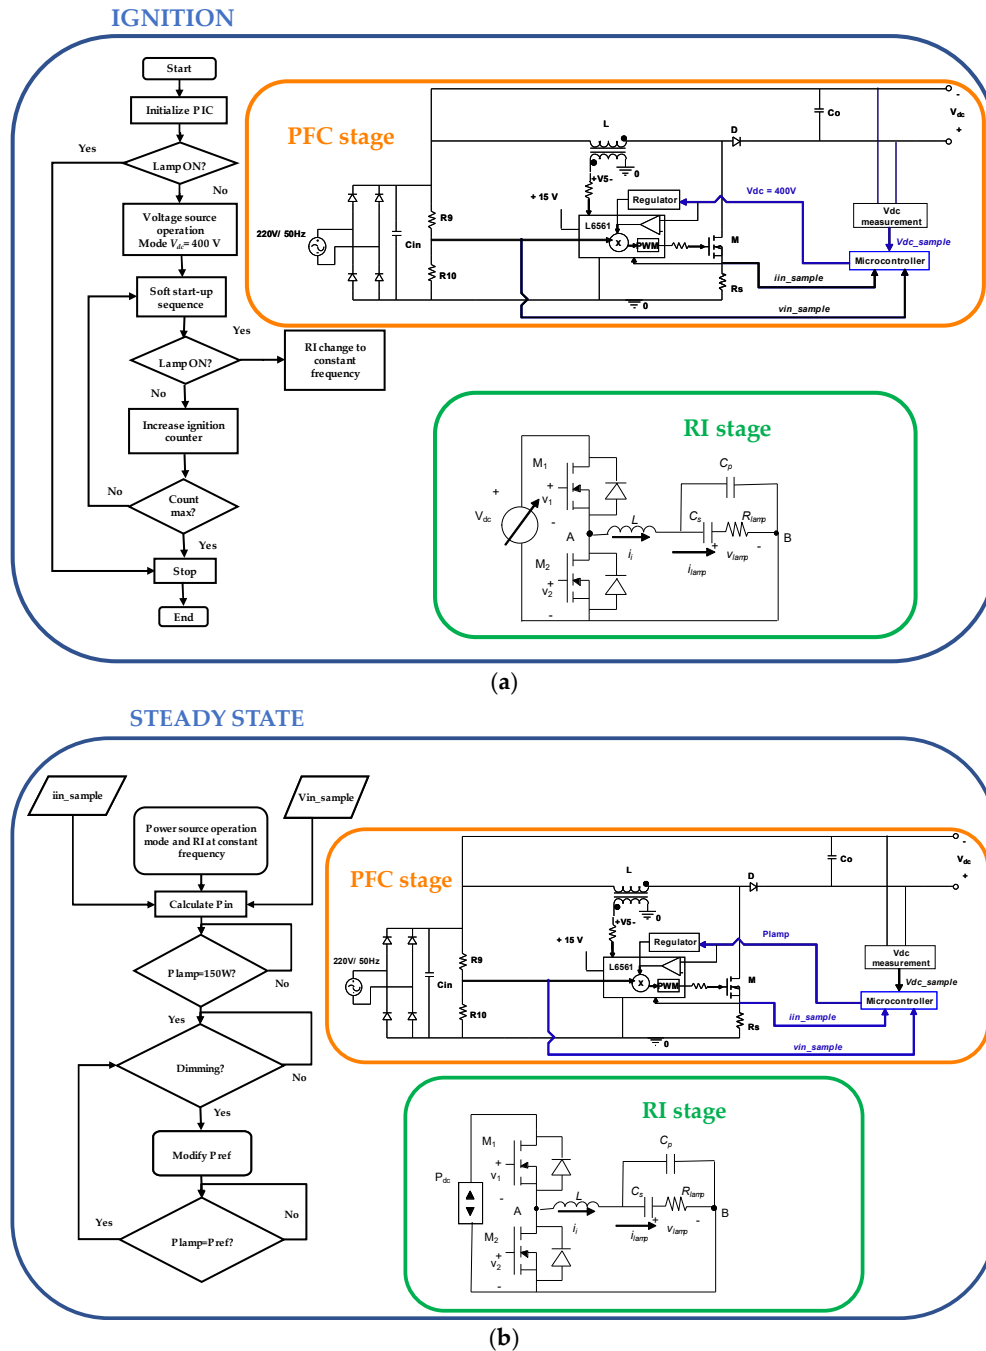 IGNITION
Start
Initialize PIC
Yes
Lamp ON?
No
Voltage source
operation
Mode Vdc= 400 V
Soft start-up
sequence
Yes
Lamp ON?
RI change to
constant
frequency
No
Increase ignition
counter
No
Count
max?
Yes
Stop
End
PFC stage
L
D
Co
-
Vdc
+
+V5-
0
+ 15 V
Regulator
Vdc = 400V
Vdc
measurement
R9
L6561
220V/ 50Hz
Cin
X
PWM
M
Vdc_sample
Microcontroller
R10
Rs
iin_sample
0
vin_sample
RI stage
M1
Cp
+
+
v1
-
Vdc
A
L
Cs
Rlamp
B
ii
+
vlamp
-
ilamp
M2
+
v2
-
(a)
STEADY STATE
iin_sample
Vin_sample
Power source operation
mode and RI at constant
frequency
Calculate Pin
Plamp=150W?
No
Yes
Dimming?
No
Yes
Modify Pref
No
Yes
Plamp=Pref?
PFC stage
L
D
Co
-
Vdc
+
+V5-
0
+ 15 V
Regulator
Plamp
Vdc
measurement
R9
L6561
220V/ 50Hz
Cin
X
PWM
M
Vdc_sample
Microcontroller
R10
Rs
iin_sample
0
vin_sample
RI stage
M1
Cp
+
v1
-
Pdc
A
L
Cs
Rlamp
B
ii
+
vlamp
-
ilamp
M2
+
v2
-
(b)